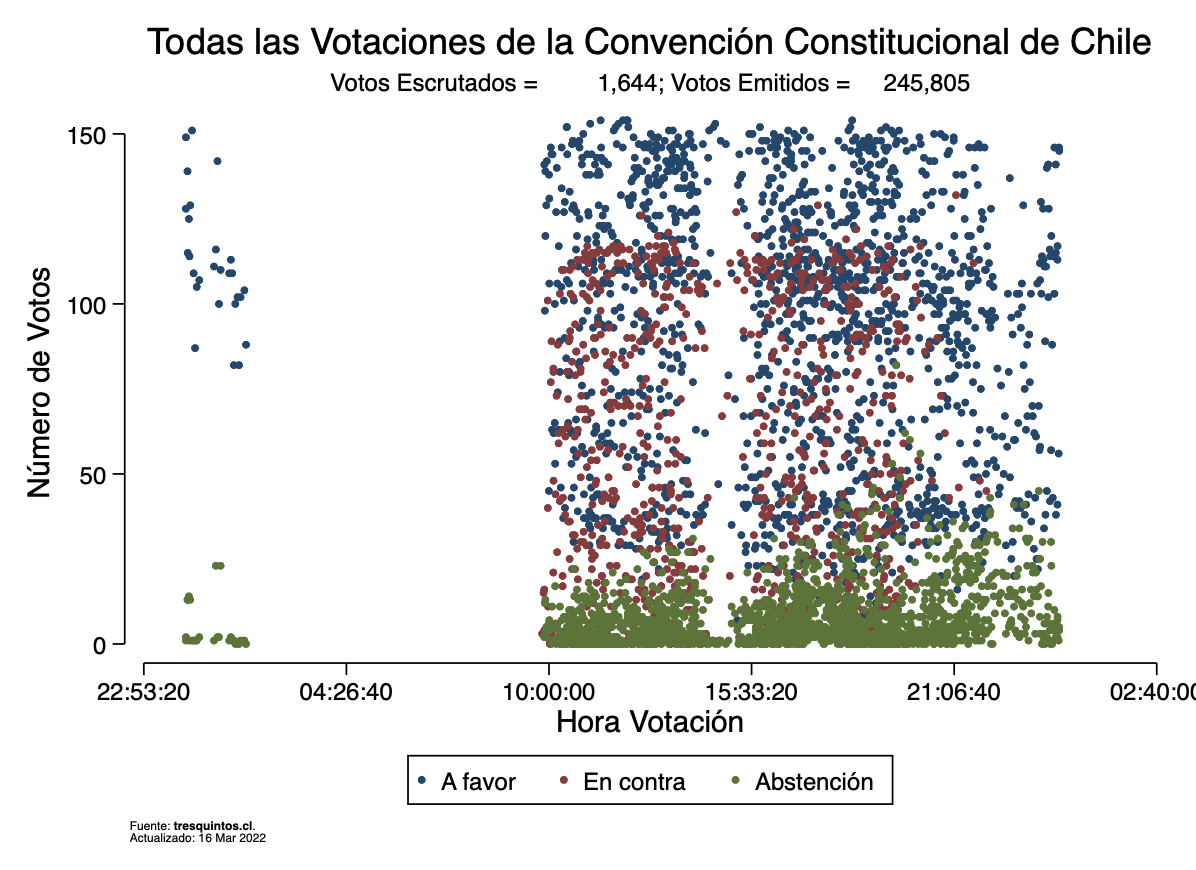 Todas las Votaciones de la Convención Constitucional de Chile
Votos Escrutados = 1,644; Votos Emitidos = 245,805
150
100
50
0
Número de Votos
22:53:20 04:26:40 10:00:00 15:33:20 21:06:40 02:40:00
Hora Votación
A favor En contra Abstención
Fuente: tresquintos.cl.
Actualizado: 16 Mar 2022